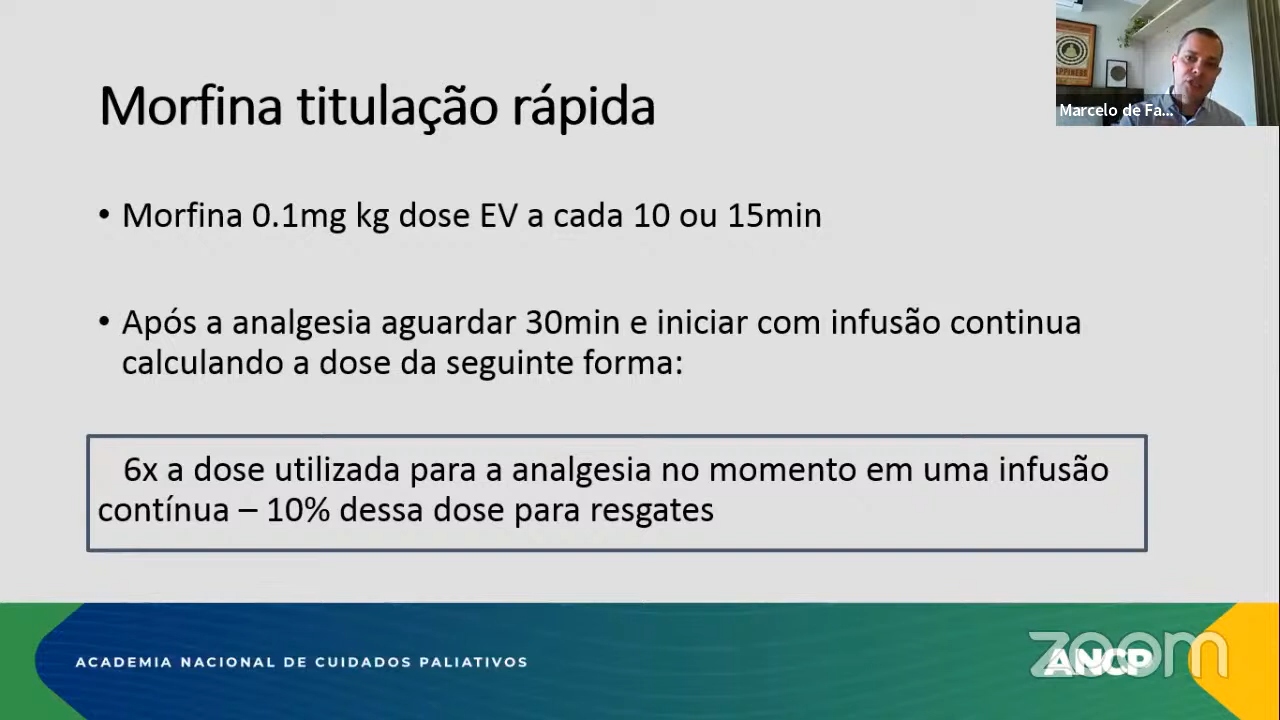 Morfina titulação rápida
Marcelo de Fa...
• Morfina 0.1mg kg dose EV a cada 10 ou 15min
• Após a analgesia aguardar 30min e iniciar com infusão continua
calculando a dose da seguinte forma:
6x a dose utilizada para a analgesia no momento em uma infusão
contínua – 10% dessa dose para resgates
ACADEMIA NACIONAL DE CUIDADOS PALIATIVOS
ANCP
zoom